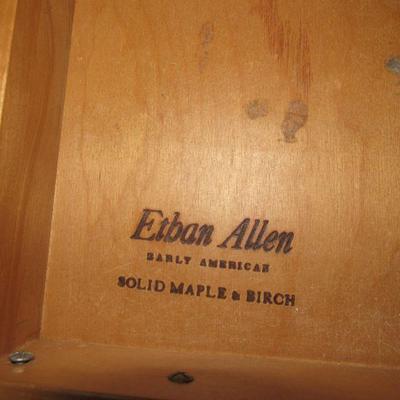 Ethan Allen
EARLY AMERICAN
SOLID MAPLE & BIRCH